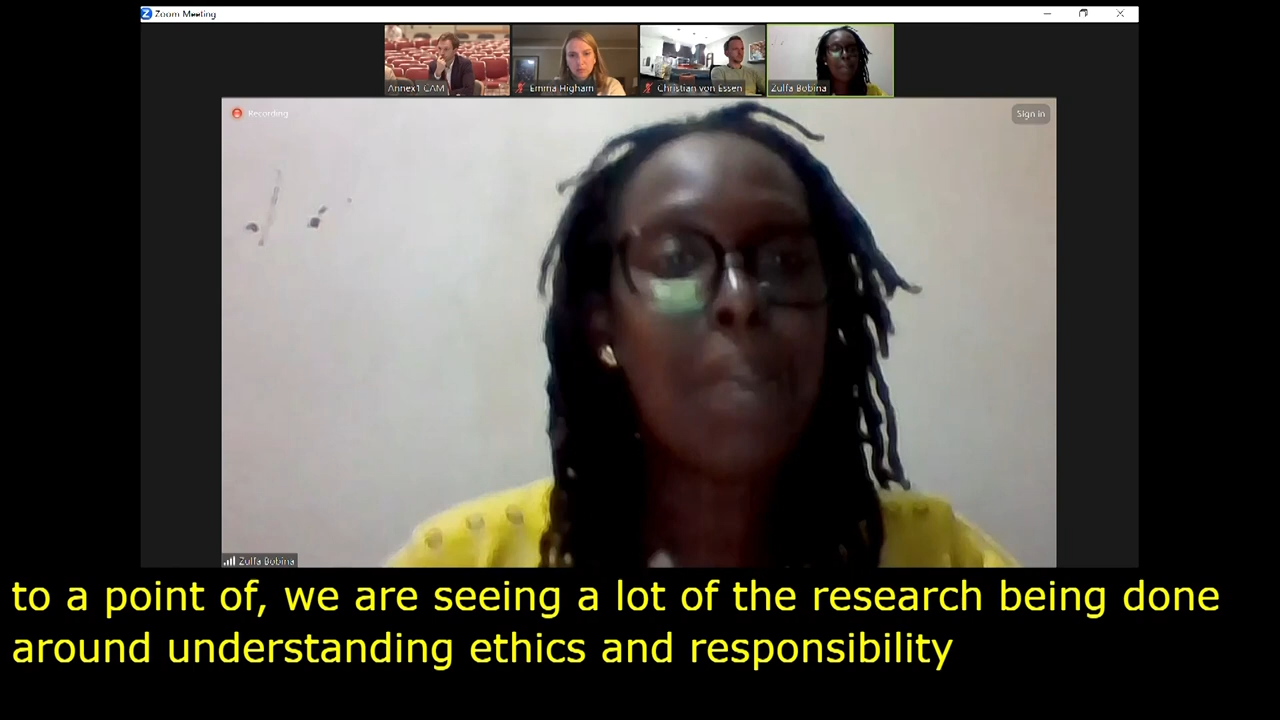 Zoom Meeting
Annex1 CAM
Emma Higham
Christian von Essen
Zulfa Bobina
Recording
Sign in
Zulfa Bobina
to a point of, we are seeing a lot of the research being done
around understanding ethics and responsibility